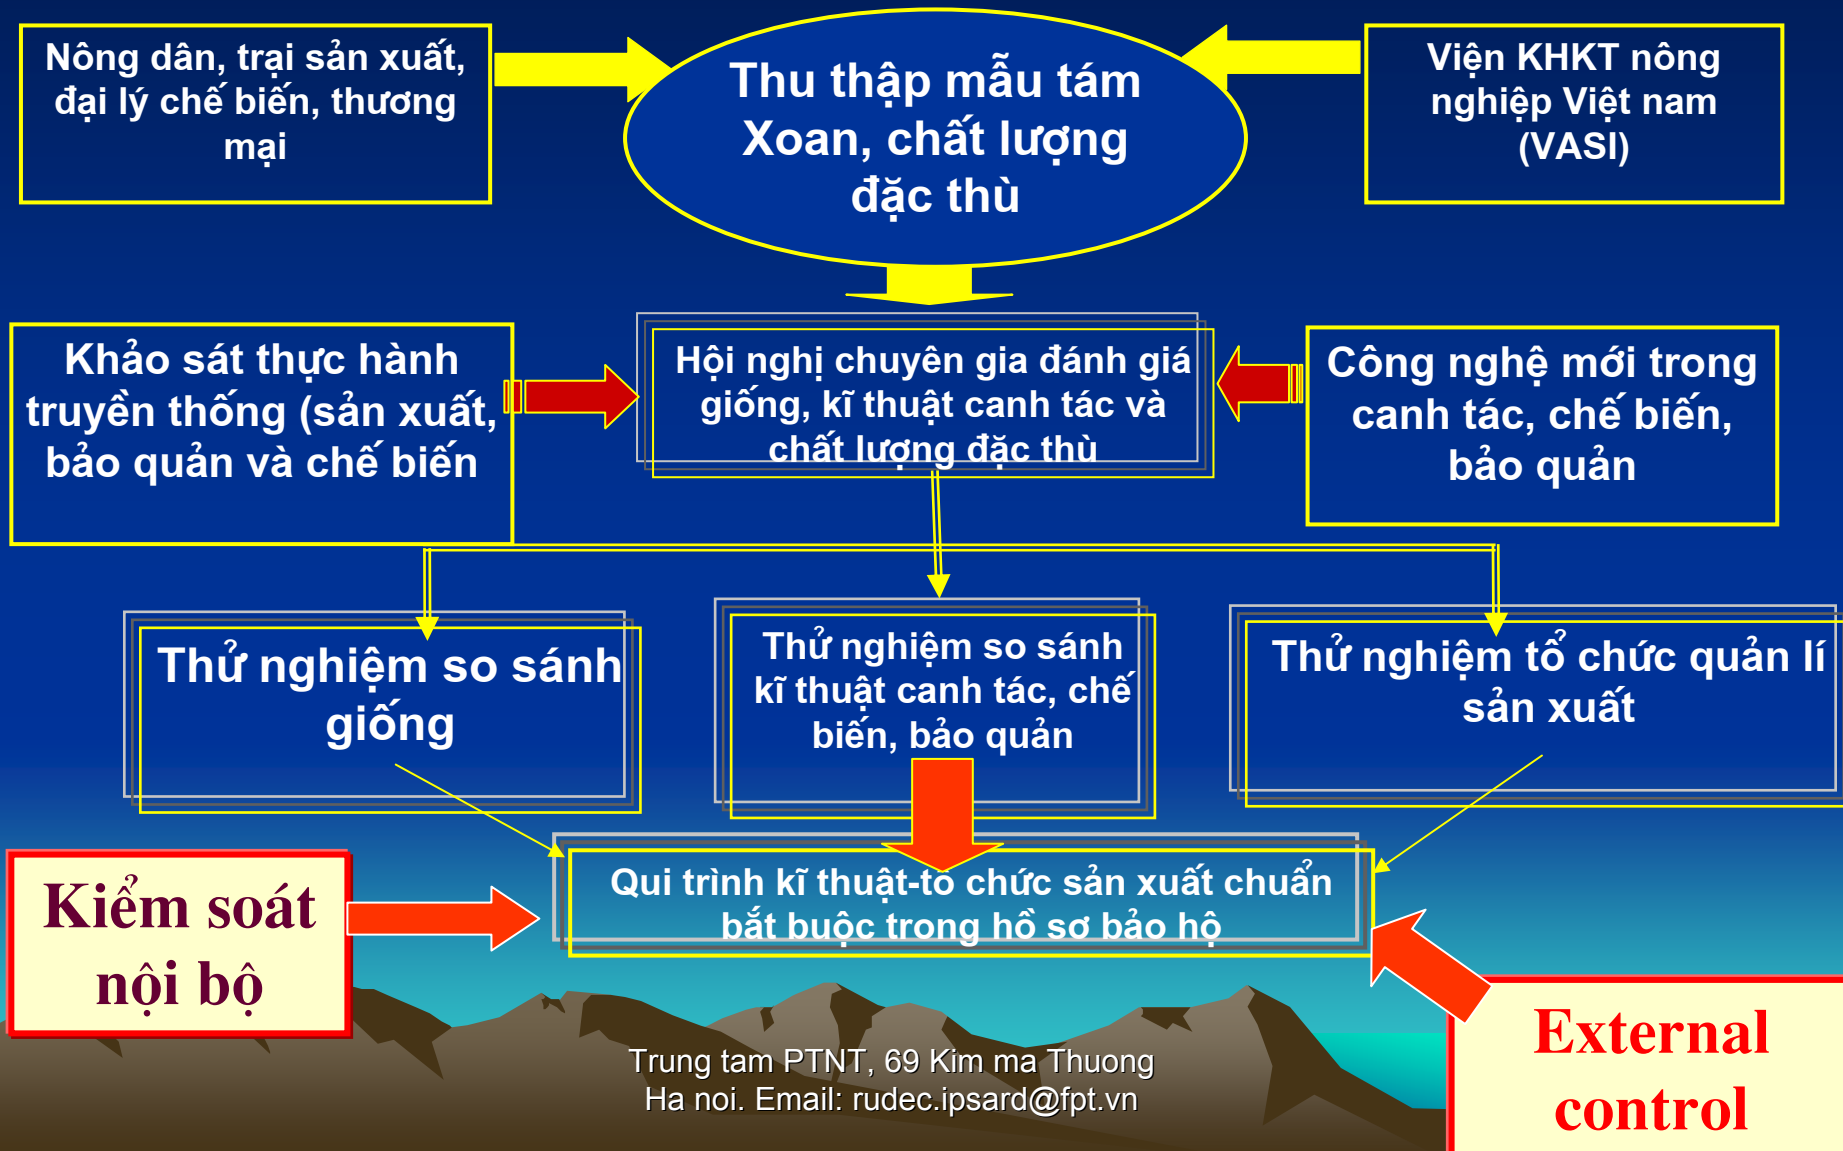 Nông dân, trại sản xuất,
đại lý chế biến, thương
mại
Thu thập mẫu tám
Xoan, chất lượng
đặc thù
Viện KHKT nông
nghiệp Việt nam
(VASI)
Khảo sát thực hành
truyền thống (sản xuất,
bảo quản và chế biến
Hội nghị chuyên gia đánh giá
giống, kĩ thuật canh tác và
chất lượng đặc thù
Công nghệ mới trong
canh tác, chế biến,
bảo quản
Thử nghiệm so sánh
giống
Thử nghiệm so sánh
kĩ thuật canh tác, chế
biến, bảo quản
Thử nghiệm tổ chức quản lí
sản xuất
Qui trình kĩ thuật-tổ chức sản xuất chuẩn
bắt buộc trong hồ sơ bảo hộ
Kiểm soát
nội bộ
External
control
Trung tam PTNT, 69 Kim ma Thuong
Ha noi. Email: rudec.ipsard@fpt.vn